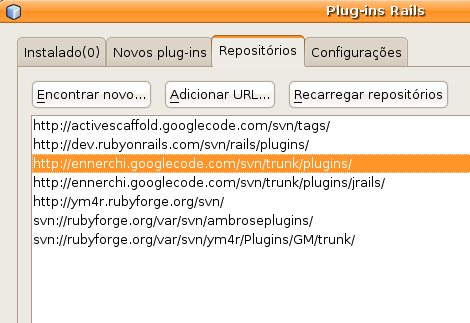 Plug-ins Rails
Instalado(0) Novos plug-ins Repositórios Configurações
Encontrar novo... Adicionar URL... Recarregar repositórios
http://activescaffold.googlecode.com/svn/tags/
http://dev.rubyonrails.com/svn/rails/plugins/
http://ennerchi.googlecode.com/svn/trunk/plugins/
http://ennerchi.googlecode.com/svn/trunk/plugins/jrails/
http://ym4r.rubyforge.org/svn/
svn://rubyforge.org/var/svn/ambroseplugins/
svn://rubyforge.org/var/svn/ym4r/Plugins/GM/trunk/